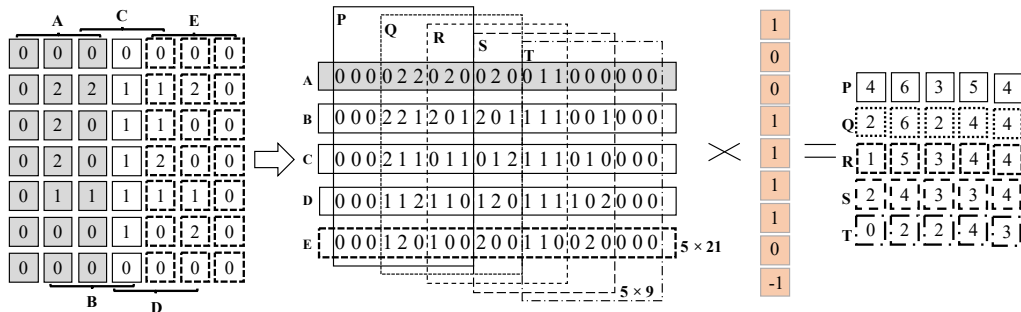 A C E
0 0 0 0 0 0 0
0 2 2 1 1 2 0
0 2 0 1 1 0 0
0 2 0 1 2 0 0
0 1 1 1 1 1 0
0 0 0 1 0 2 0
0 0 0 0 0 0 0
B D
P
Q
R
S
T
A 0 0 0 0 2 2 0 2 0 0 2 0 0 1 1 0 0 0 0 0 0
B 0 0 0 2 2 1 2 0 1 2 0 1 1 1 1 0 0 1 0 0 0
C 0 0 0 2 1 1 0 1 1 0 1 2 1 1 1 0 1 0 0 0 0
D 0 0 0 1 1 2 1 1 0 1 2 0 1 1 1 1 0 2 0 0 0
E 0 0 0 1 2 0 1 0 0 2 0 0 1 1 0 0 2 0 0 0 0
5 × 21
5 × 9
1
0
0
1
1
1
1
0
-1
P 4 6 3 5 4
Q 2 6 2 4 4
R 1 5 3 4 4
S 2 4 3 3 4
T 0 2 2 4 3